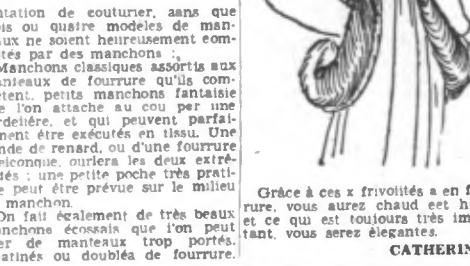 ntation de couturier, sans que
is ou quatre modèles de man-
aux ne soient heureusement com-
tés par des manchons :
Manchons classiques assortis aux
anteaux de fourrure qu'ils com-
ètent, petits manchons fantaisie
e l'on attache au cou par une
rdelière, et qui peuvent parfai-
ment être exécutés en tissu. Une
nde de renard, ou d'une fourrure
elconque, ourlera les deux extré-
tés ; une petite poche très prati-
e peut être prévue sur le milieu
manchon.
On fait également de très beaux
nchons écossais que l'on peut
er de manteaux trop portés.
atinés ou doublés de fourrure.
Grâce à ces « frivolités » en f
rure, vous aurez chaud et h
et ce qui est toujours très im
tant, vous serez élégantes.
CATHERIN